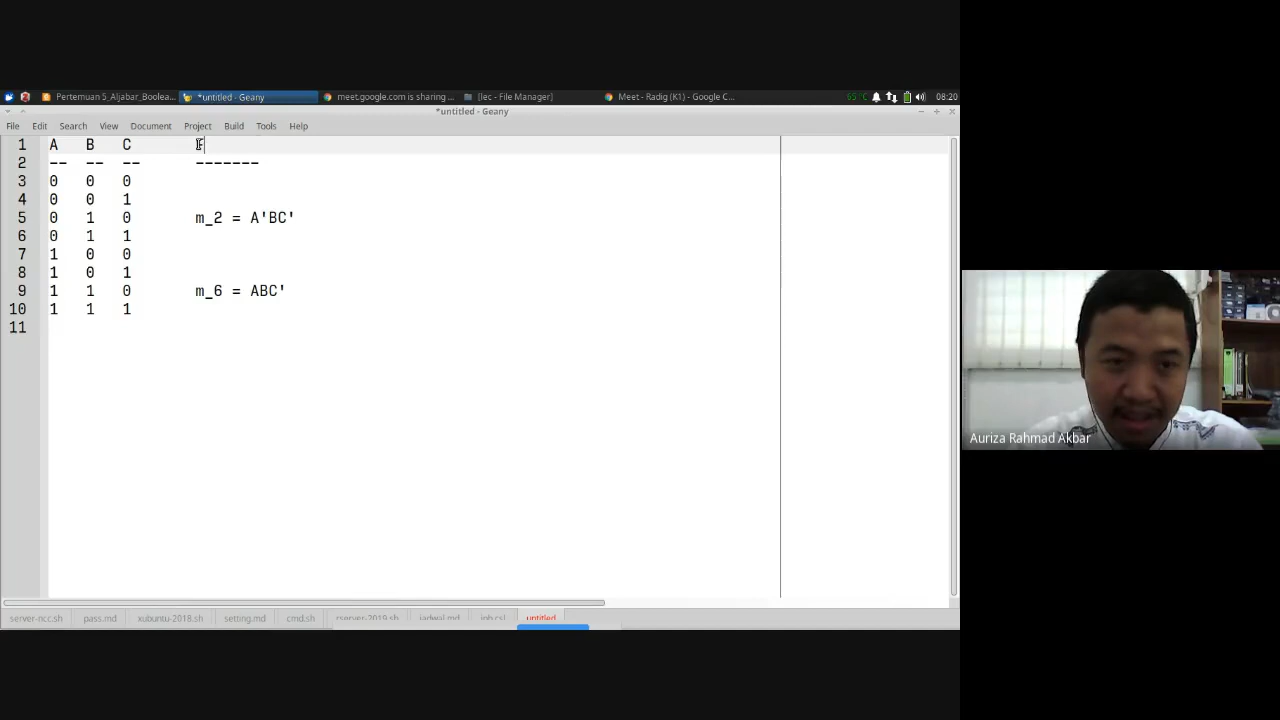 Pertemuan 5_Aljabar_Boolea... *untitled - Geany meet.google.com is sharing ... [lec - File Manager] Meet - Radig (K1) - Google C... 65°C 08:20
*untitled - Geany
File Edit Search View Document Project Build Tools Help
1 A B C F
2 -- -- -- -------
3 0 0 0
4 0 0 1
5 0 1 0 m_2 = A'BC'
6 0 1 1
7 1 0 0
8 1 0 1
9 1 1 0 m_6 = ABC'
10 1 1 1
11
Auriza Rahmad Akbar
server-ncc.sh pass.md xubuntu-2018.sh setting.md cmd.sh rserver-2019.sh jadwal.md untitled